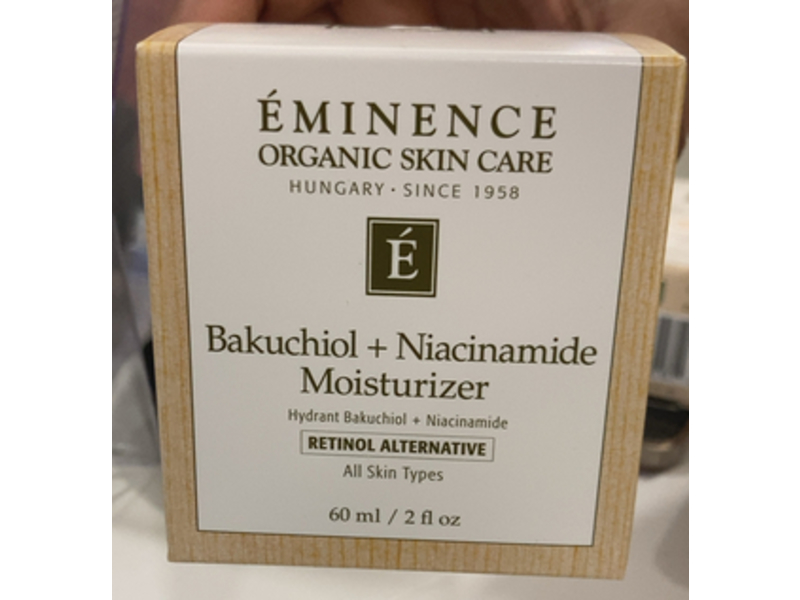 ÉMINENCE
ORGANIC SKIN CARE
HUNGARY · SINCE 1958
É
Bakuchiol + Niacinamide
Moisturizer
Hydrant Bakuchiol + Niacinamide
RETINOL ALTERNATIVE
All Skin Types
60 ml / 2 fl oz